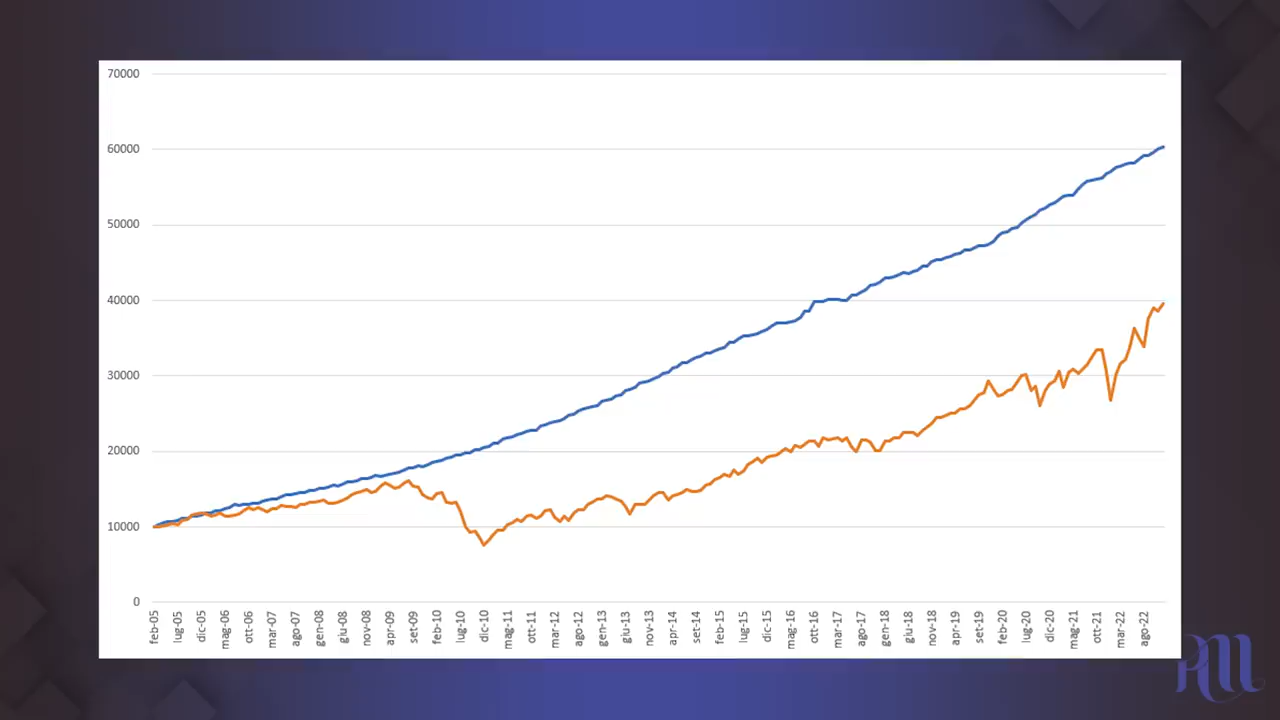 70000
60000
50000
40000
30000
20000
10000
0
feb-05
lug-05
dic-05
mag-06
ott-06
mar-07
ago-07
gen-08
giu-08
nov-08
apr-09
set-09
feb-10
lug-10
dic-10
mag-11
ott-11
mar-12
ago-12
gen-13
giu-13
nov-13
apr-14
set-14
feb-15
lug-15
dic-15
mag-16
ott-16
mar-17
ago-17
gen-18
giu-18
nov-18
apr-19
set-19
feb-20
lug-20
dic-20
mag-21
ott-21
mar-22
ago-22